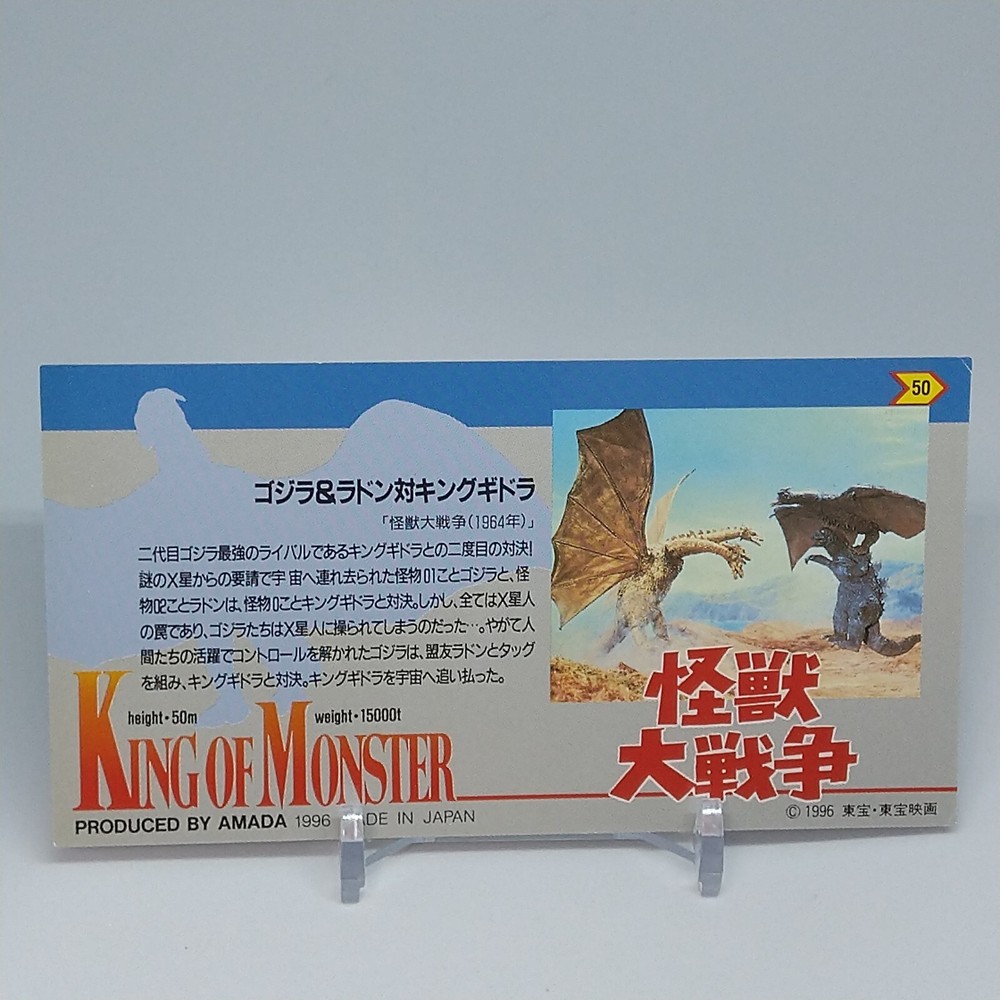 50
ゴジラ&ラドン対キングギドラ
「怪獣大戦争(1964年)」
二代目ゴジラ最強のライバルであるキングギドラとの二度目の対決!
謎のX星からの要請で宇宙へ連れ去られた怪物01ことゴジラと、怪
物02ことラドンは、怪物0ことキングギドラと対決。しかし、全てはX星人
の罠であり、ゴジラたちはX星人に操られてしまうのだった…。やがて人
間たちの活躍でコントロールを解かれたゴジラは、盟友ラドンとタッグ
を組み、キングギドラと対決。キングギドラを宇宙へ追い払った。
height・50m weight・15000t
KING OF MONSTER
PRODUCED BY AMADA 1996 ADE IN JAPAN
怪獣
大戦争
© 1996 東宝・東宝映画